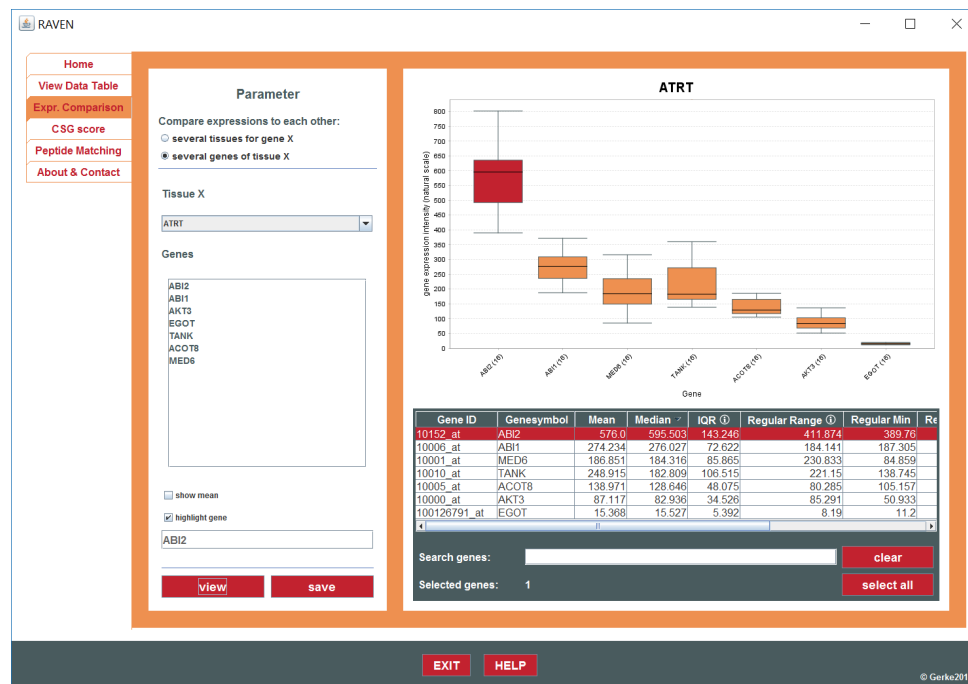 RAVEN
Home
View Data Table
Expr. Comparison
CSG score
Peptide Matching
About & Contact
Parameter
Compare expressions to each other:
several tissues for gene X
several genes of tissue X
Tissue X
ATRT
Genes
ABI2
ABI1
AKT3
EGOT
TANK
ACOT8
MED6
show mean
highlight gene
ABI2
view save
ATRT
gene expression intensity (natural scale)
800
750
700
650
600
550
500
450
400
350
300
250
200
150
100
50
0
ABI2 (16) ABI1 (16) MED6 (16) TANK (16) ACOT8 (16) AKT3 (16) EGOT (16)
Gene
Gene ID Genesymbol Mean Median IQR Regular Range Regular Min Re
10152_at ABI2 576.0 595.503 143.246 411.874 389.76
10006_at ABI1 274.234 276.027 72.622 184.141 187.305
10001_at MED6 186.851 184.316 85.865 230.833 84.859
10010_at TANK 248.915 182.809 106.515 221.15 138.745
10005_at ACOT8 138.971 128.646 48.075 80.285 105.157
10000_at AKT3 87.117 82.936 34.526 85.291 50.933
100126791_at EGOT 15.368 15.527 5.392 8.19 11.2
Search genes: clear
Selected genes: 1 select all
EXIT HELP
© Gerke201